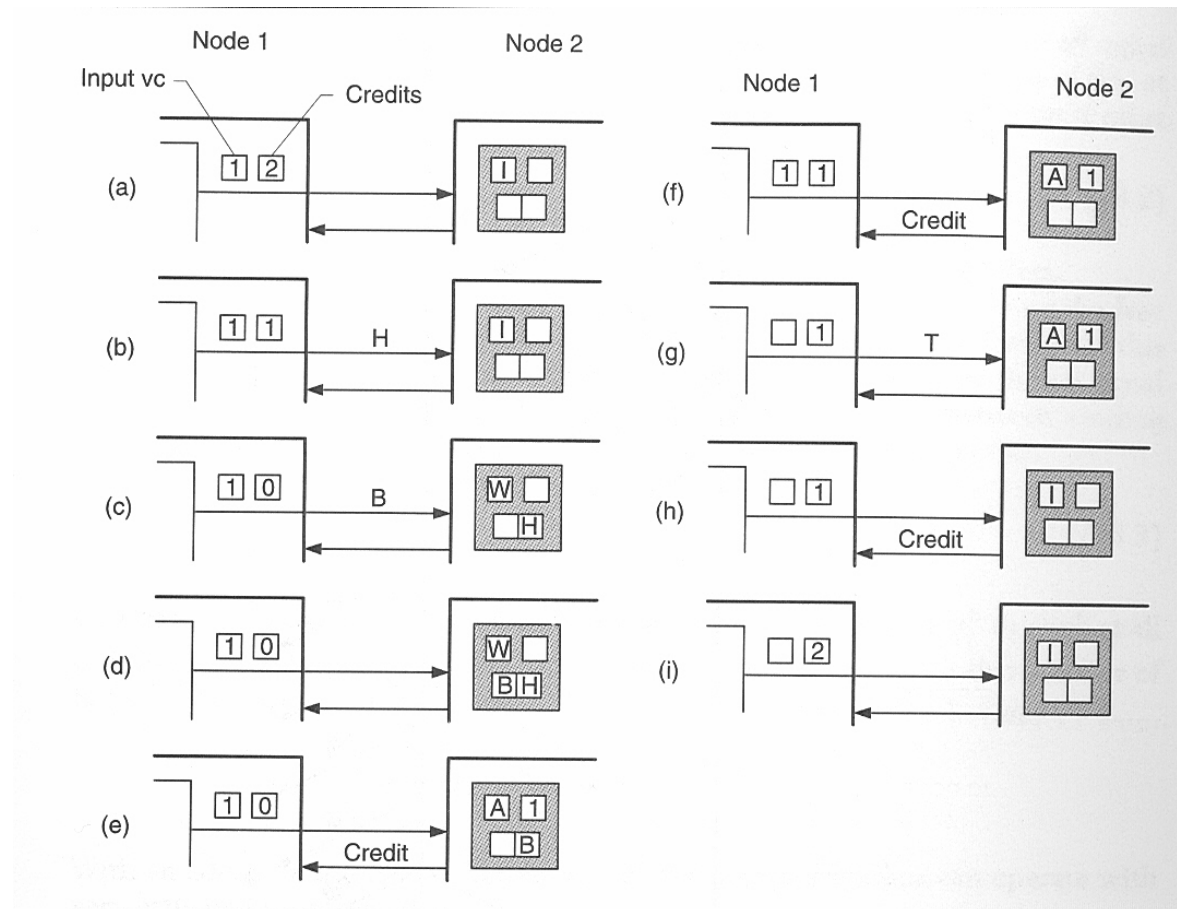 Node 1
Node 2
Input vc
Credits
(a)
1 2
I
(b)
1 1
H
I
(c)
1 0
B
W
H
(d)
1 0
W
B H
(e)
1 0
Credit
A 1
B
Node 1
Node 2
(f)
1 1
Credit
A 1
(g)
1
T
A 1
(h)
1
Credit
I
(i)
2
I